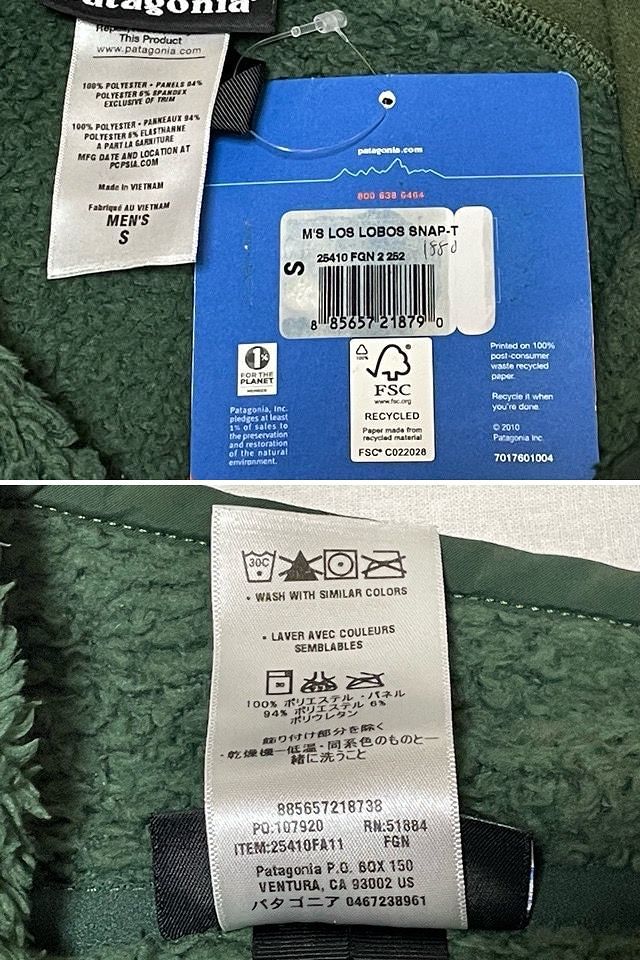 patagonia®
Repeatedly Reuse
This Product
www.patagonia.com
100% POLYESTER • PANELS 94%
POLYESTER 6% SPANDEX
EXCLUSIVE OF TRIM
100% POLYESTER • PANNEAUX 94%
POLYESTER 6% ELASTHANNE
A PART LA GARNITURE
MFG DATE AND LOCATION AT
PCPSIA.COM
Made in VIETNAM
Fabriqué AU VIETNAM
MEN'S
S
patagonia.com
800 638 6464
M'S LOS LOBOS SNAP-T
25410 FGN 2 252
S
8 85657 21879 0
1%
FOR THE
PLANET
MEMBER
Patagonia, Inc.
pledges at least
1% of sales to
the preservation
and restoration
of the natural
environment.
100%
FSC
www.fsc.org
RECYCLED
Paper made from
recycled material
FSC® C022028
Printed on 100%
post-consumer
waste recycled
paper.
Recycle it when
you're done.
© 2010
Patagonia Inc.
7017601004
30C
• WASH WITH SIMILAR COLORS
• LAVER AVEC COULEURS
SEMBLABLES
100% ポリエステル・パネル
94% ポリエステル 6%
ポリウレタン
飾り付け部分を除く
・乾燥機ー低温・同系色のものと一
緒に洗うこと
885657218738
PO:107920 RN:51884
ITEM:25410FA11 FGN
Patagonia P.O. BOX 150
VENTURA, CA 93002 US
パタゴニア 0467238961